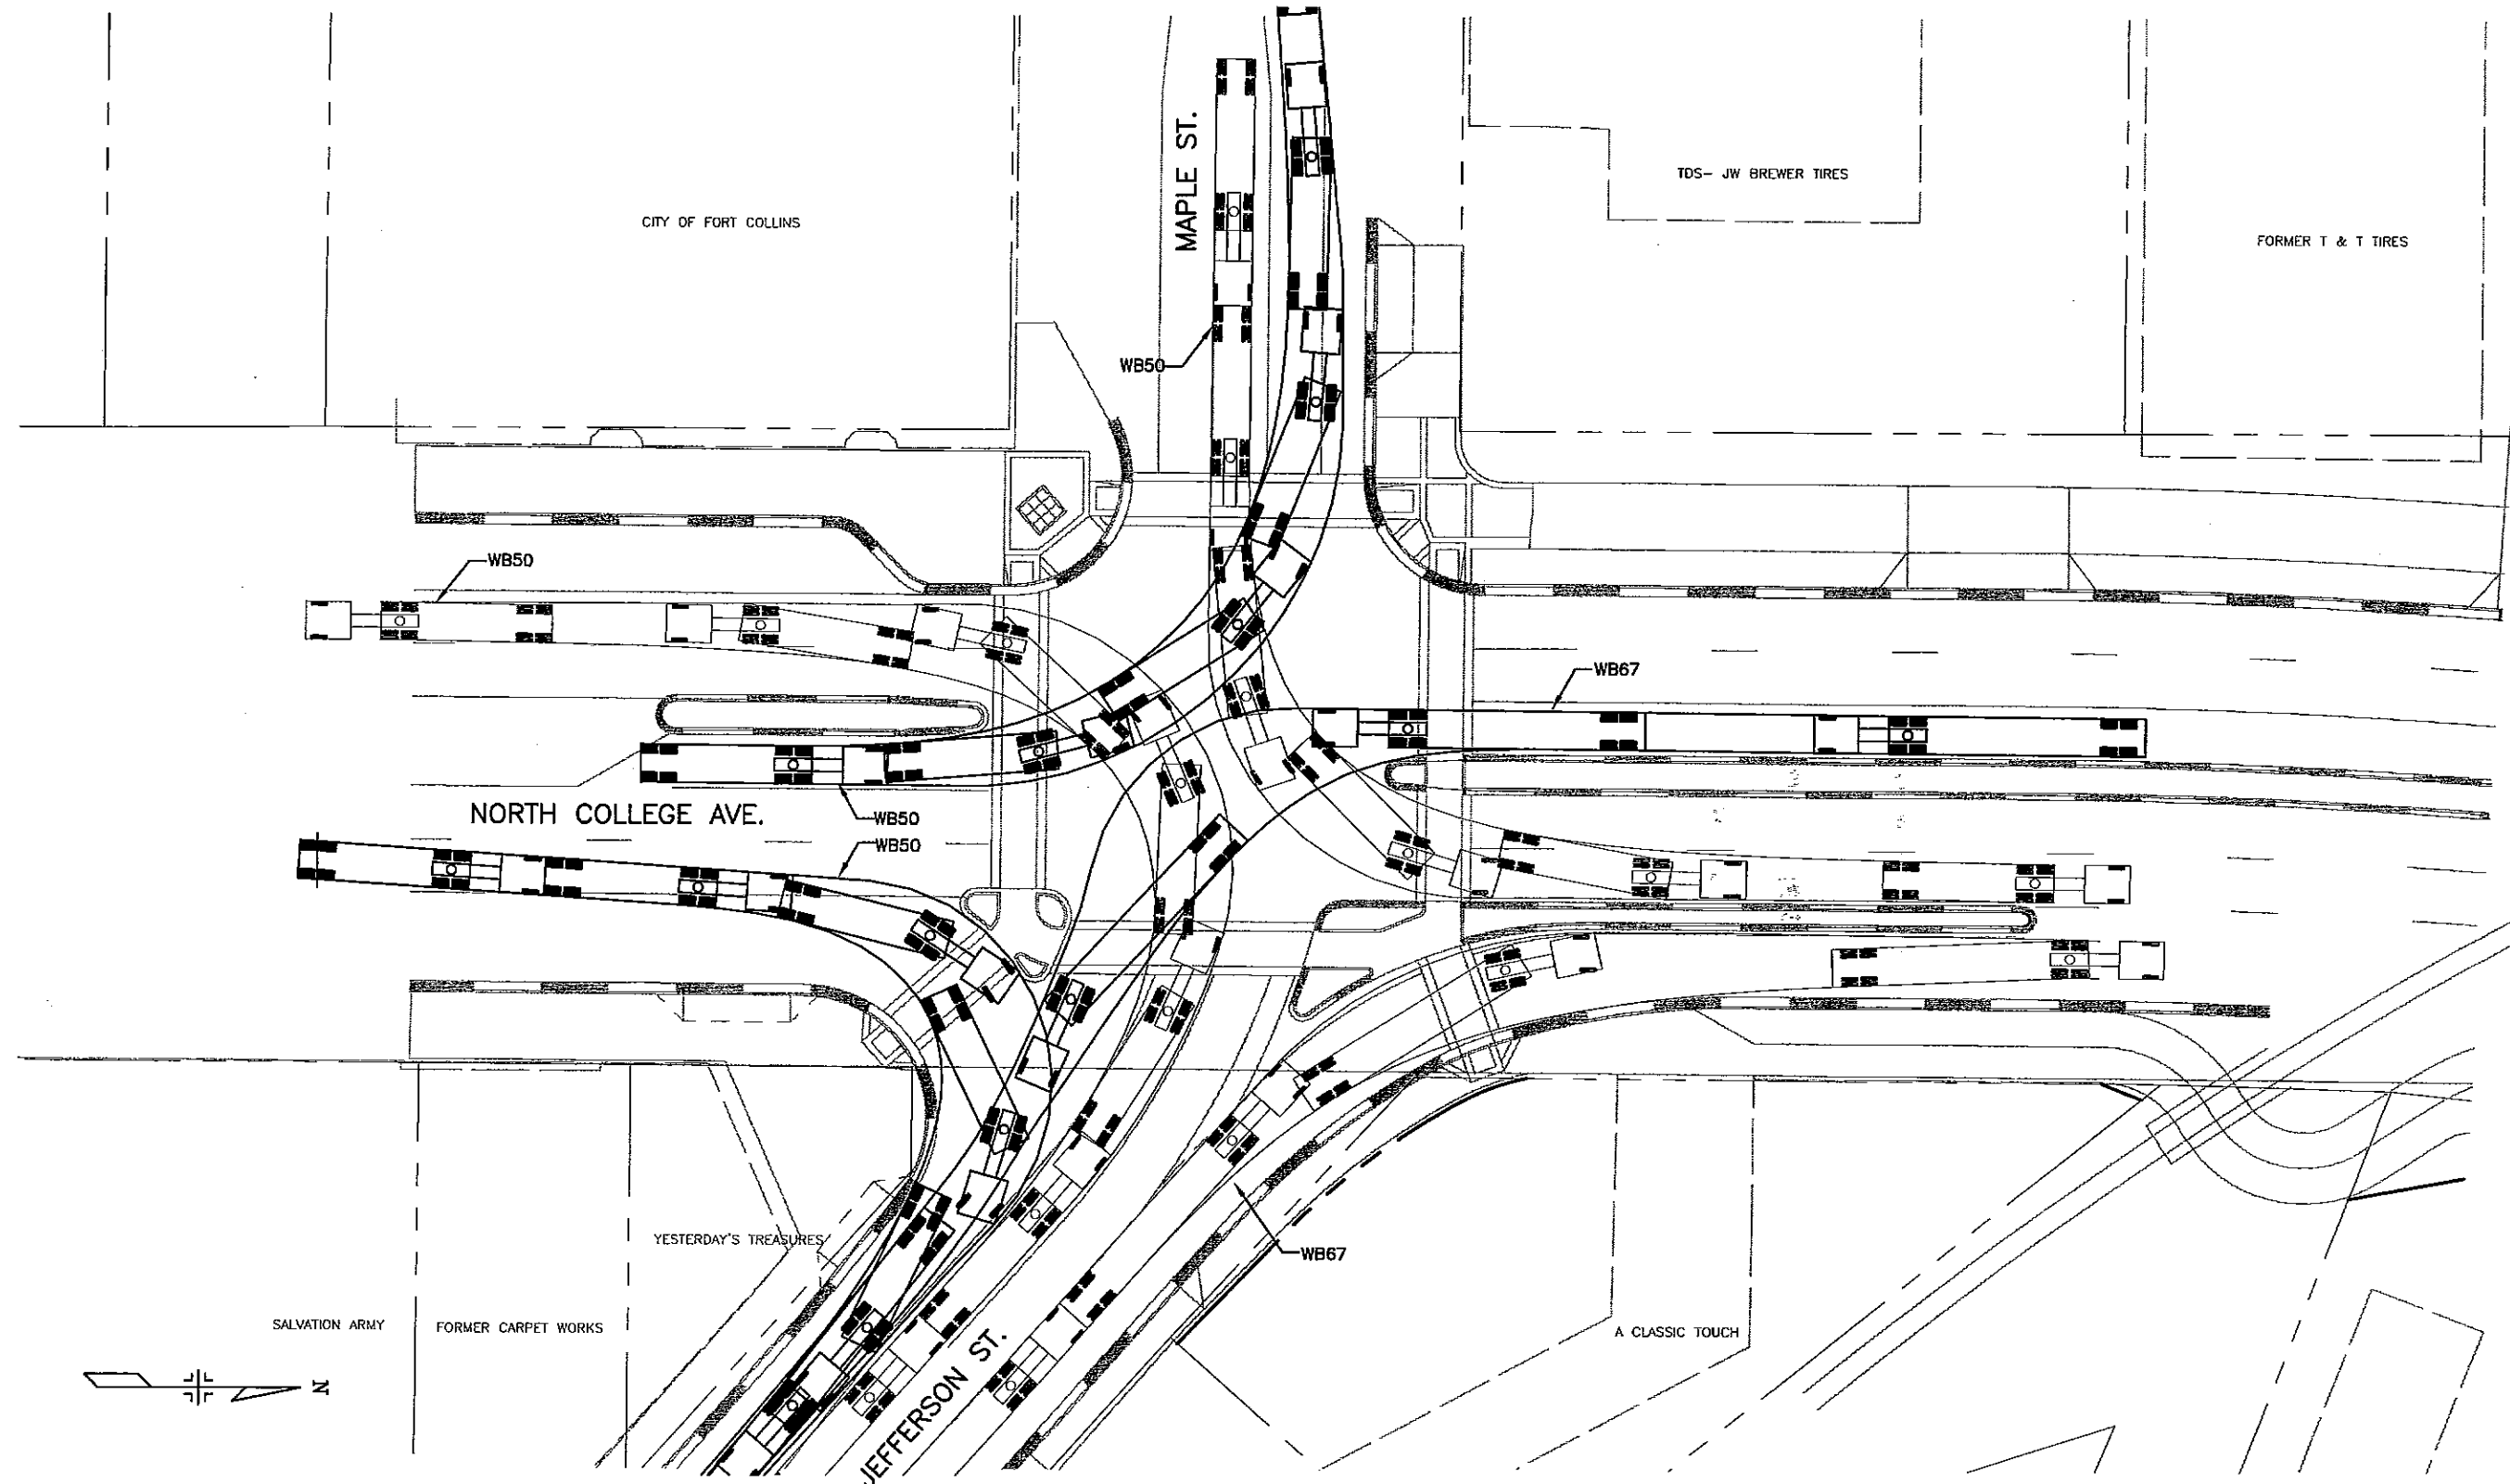 MAPLE ST.
TDS- JW BREWER TIRES
CITY OF FORT COLLINS
FORMER T & T TIRES
WB50
WB50
WB67
NORTH COLLEGE AVE.
WB50
WB50
YESTERDAY'S TREASURES
WB67
SALVATION ARMY
FORMER CARPET WORKS
A CLASSIC TOUCH
JEFFERSON ST.
N